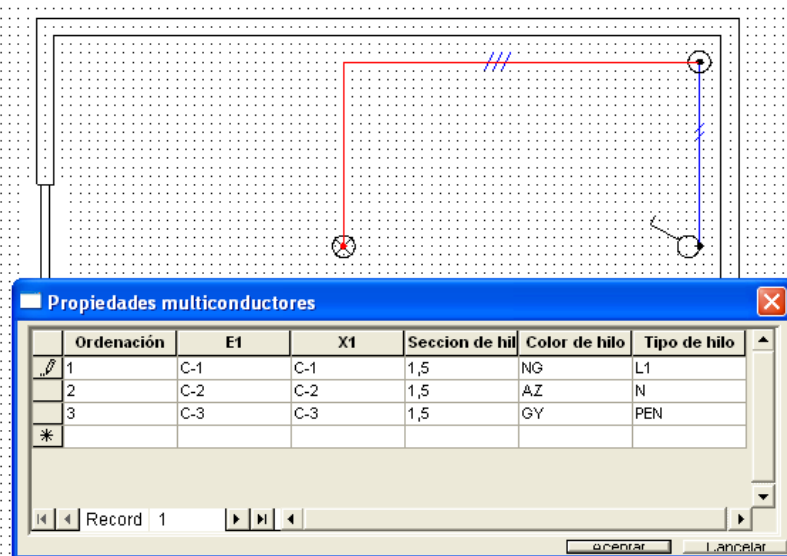 Propiedades multiconductores
Ordenación E1 X1 Seccion de hil Color de hilo Tipo de hilo
1 C-1 C-1 1,5 NG L1
2 C-2 C-2 1,5 AZ N
3 C-3 C-3 1,5 GY PEN
Record 1
Aceptar Cancelar